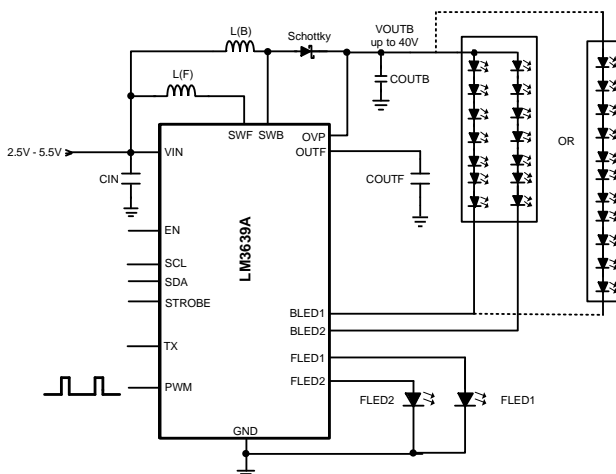 L(B)
Schottky
VOUTB
up to 40V
L(F)
COUTB
SWF
SWB
OVP
OR
2.5V - 5.5V
VIN
OUTF
CIN
COUTF
EN
LM3639A
SCL
SDA
STROBE
BLED1
BLED2
TX
FLED1
PWM
FLED2
FLED2
FLED1
GND